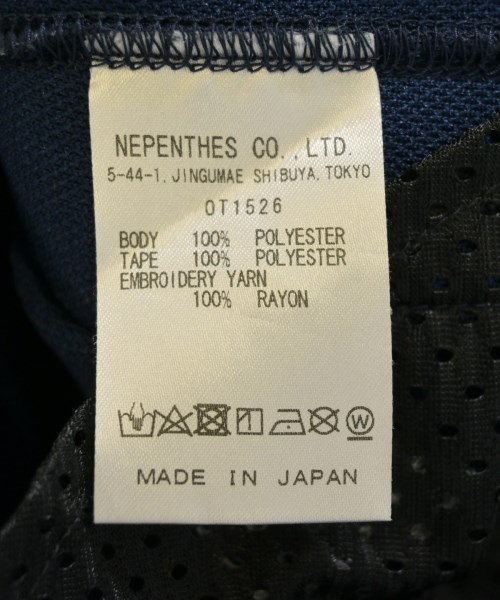 NEPENTHES CO., LTD.
5-44-1, JINGUMAE SHIBUYA, TOKYO
OT1526
BODY 100% POLYESTER
TAPE 100% POLYESTER
EMBROIDERY YARN
100% RAYON
W
MADE IN JAPAN